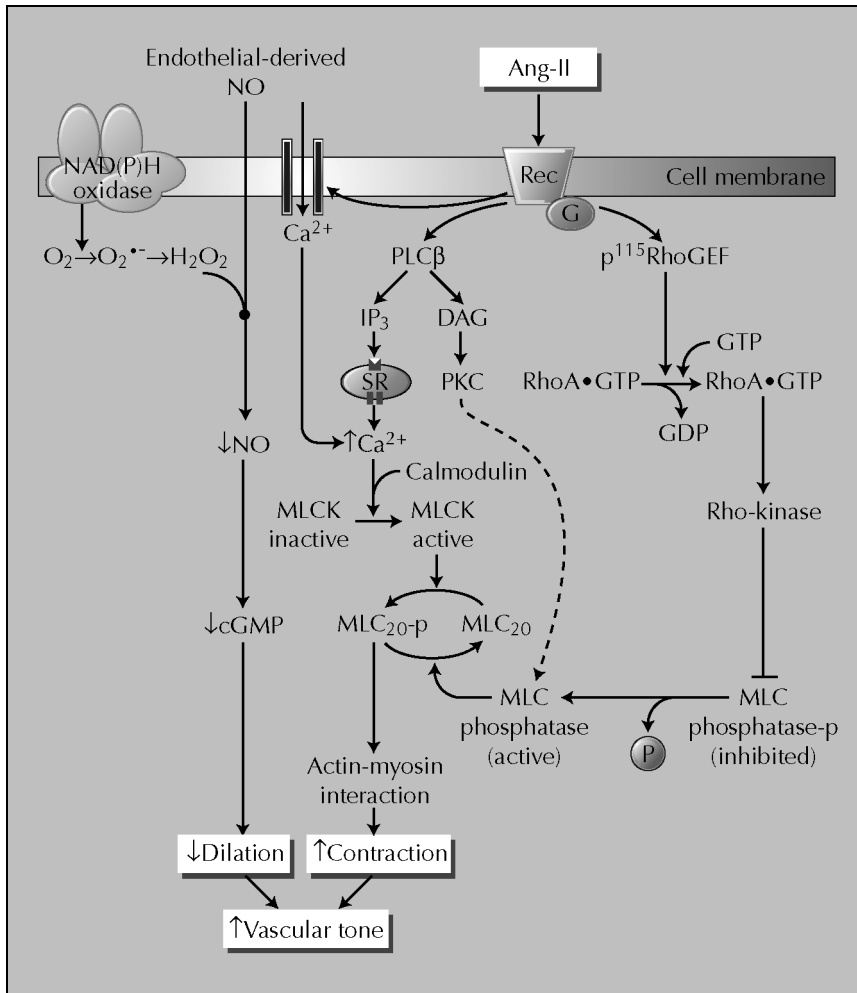 Endothelial-derived
NO
Ang-II
NAD(P)H
oxidase
Rec
Cell membrane
G
O₂→O₂•⁻→H₂O₂
Ca²⁺
PLCβ
p¹¹⁵RhoGEF
IP₃
DAG
GTP
SR
PKC
RhoA•GTP
RhoA•GTP
GDP
↓NO
↑Ca²⁺
Calmodulin
MLCK
inactive
MLCK
active
Rho-kinase
↓cGMP
MLC₂₀-p
MLC₂₀
MLC
phosphatase
(active)
P
MLC
phosphatase-p
(inhibited)
Actin-myosin
interaction
↓Dilation
↑Contraction
↑Vascular tone